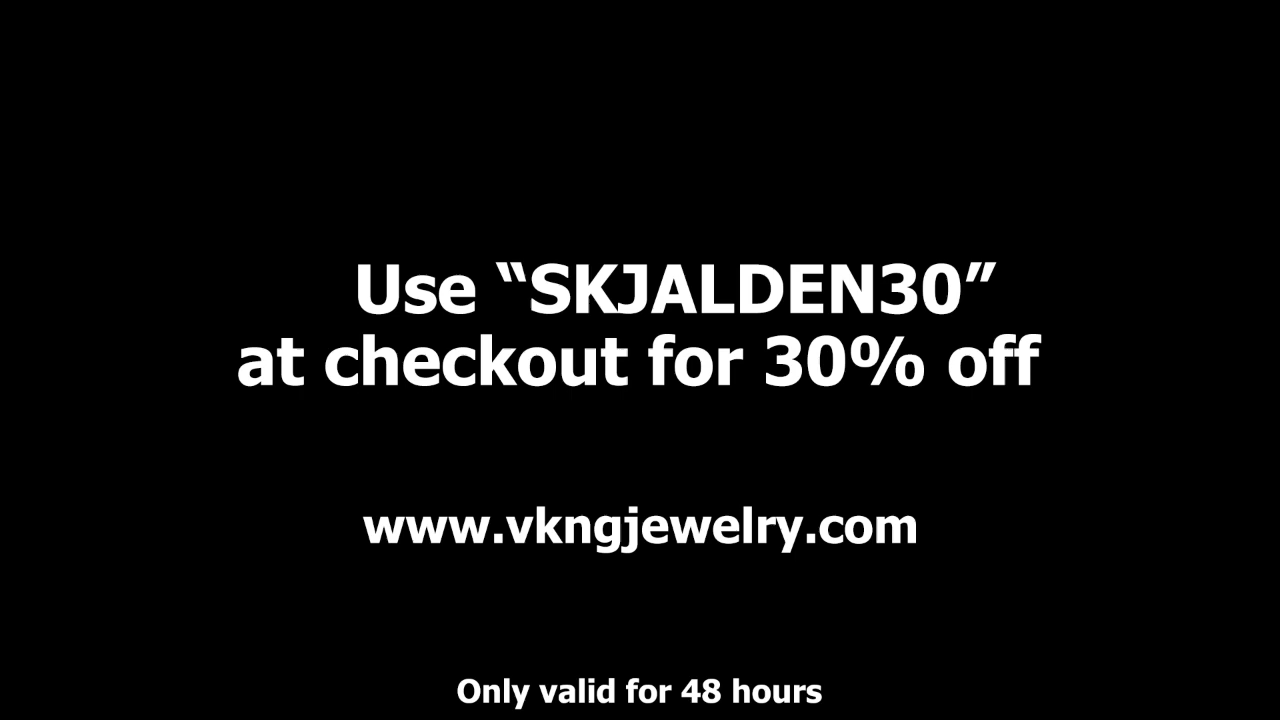 Use “SKJALDEN30”
at checkout for 30% off
www.vkngjewelry.com
Only valid for 48 hours